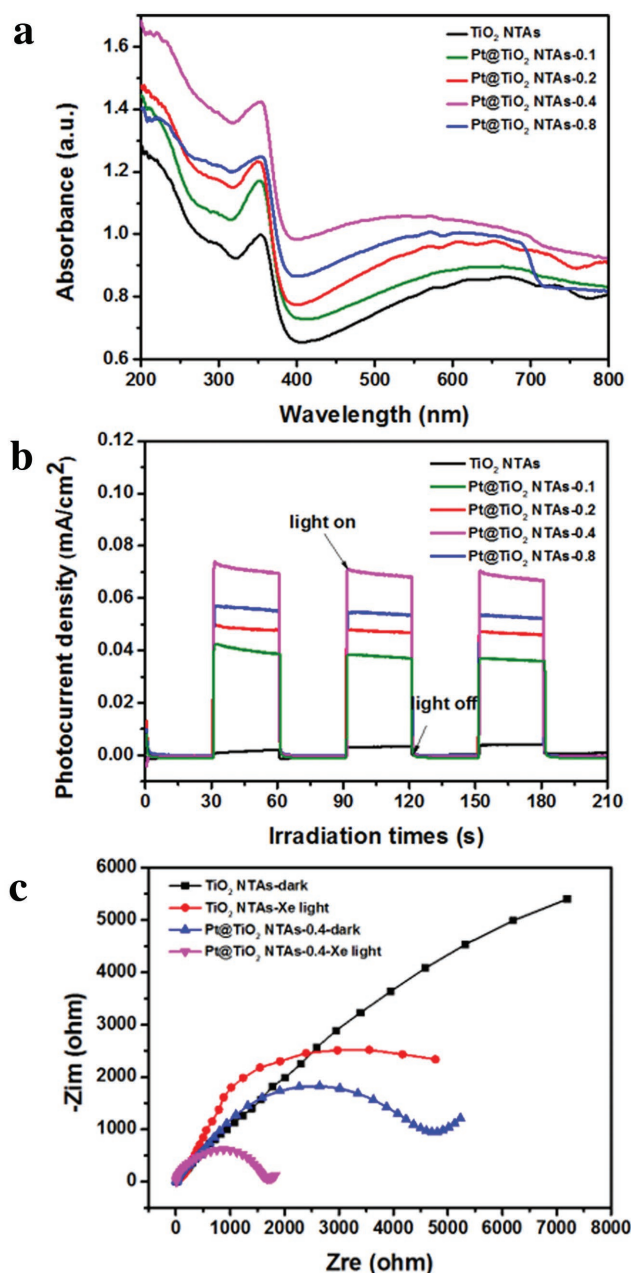 a
1.6
1.4
1.2
1.0
0.8
0.6
Absorbance (a.u.)
TiO₂ NTAs
Pt@TiO₂ NTAs-0.1
Pt@TiO₂ NTAs-0.2
Pt@TiO₂ NTAs-0.4
Pt@TiO₂ NTAs-0.8
200 300 400 500 600 700 800
Wavelength (nm)
b
0.12
0.10
0.08
0.06
0.04
0.02
0.00
Photocurrent density (mA/cm²)
TiO₂ NTAs
Pt@TiO₂ NTAs-0.1
Pt@TiO₂ NTAs-0.2
Pt@TiO₂ NTAs-0.4
Pt@TiO₂ NTAs-0.8
light on
light off
0 30 60 90 120 150 180 210
Irradiation times (s)
c
6000
5000
4000
3000
2000
1000
0
-Zim (ohm)
TiO₂ NTAs-dark
TiO₂ NTAs-Xe light
Pt@TiO₂ NTAs-0.4-dark
Pt@TiO₂ NTAs-0.4-Xe light
0 1000 2000 3000 4000 5000 6000 7000 8000
Zre (ohm)